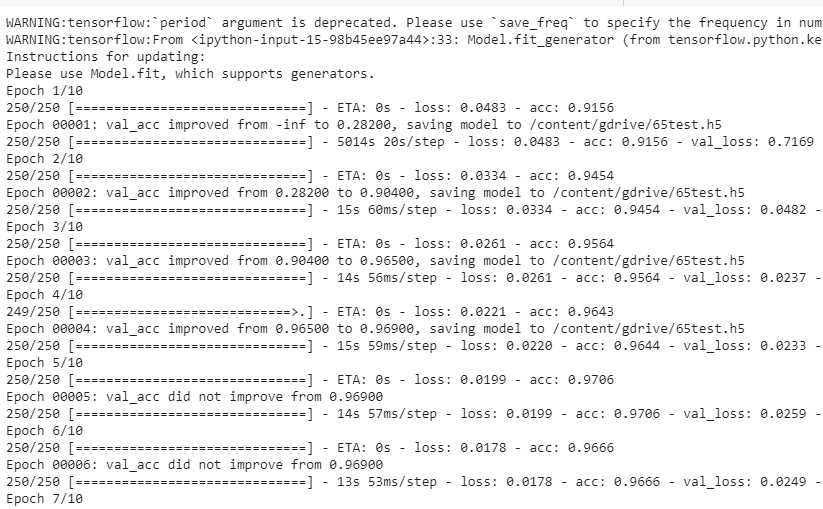 WARNING:tensorflow:`period` argument is deprecated. Please use `save_freq` to specify the frequency in num
WARNING:tensorflow:From <ipython-input-15-98b45ee97a44>:33: Model.fit_generator (from tensorflow.python.ke
Instructions for updating:
Please use Model.fit, which supports generators.
Epoch 1/10
250/250 [==============================] - ETA: 0s - loss: 0.0483 - acc: 0.9156
Epoch 00001: val_acc improved from -inf to 0.28200, saving model to /content/gdrive/65test.h5
250/250 [==============================] - 5014s 20s/step - loss: 0.0483 - acc: 0.9156 - val_loss: 0.7169
Epoch 2/10
250/250 [==============================] - ETA: 0s - loss: 0.0334 - acc: 0.9454
Epoch 00002: val_acc improved from 0.28200 to 0.90400, saving model to /content/gdrive/65test.h5
250/250 [==============================] - 15s 60ms/step - loss: 0.0334 - acc: 0.9454 - val_loss: 0.0482 -
Epoch 3/10
250/250 [==============================] - ETA: 0s - loss: 0.0261 - acc: 0.9564
Epoch 00003: val_acc improved from 0.90400 to 0.96500, saving model to /content/gdrive/65test.h5
250/250 [==============================] - 14s 56ms/step - loss: 0.0261 - acc: 0.9564 - val_loss: 0.0237 -
Epoch 4/10
249/250 [============================>.] - ETA: 0s - loss: 0.0221 - acc: 0.9643
Epoch 00004: val_acc improved from 0.96500 to 0.96900, saving model to /content/gdrive/65test.h5
250/250 [==============================] - 15s 59ms/step - loss: 0.0220 - acc: 0.9644 - val_loss: 0.0233 -
Epoch 5/10
250/250 [==============================] - ETA: 0s - loss: 0.0199 - acc: 0.9706
Epoch 00005: val_acc did not improve from 0.96900
250/250 [==============================] - 14s 57ms/step - loss: 0.0199 - acc: 0.9706 - val_loss: 0.0259 -
Epoch 6/10
250/250 [==============================] - ETA: 0s - loss: 0.0178 - acc: 0.9666
Epoch 00006: val_acc did not improve from 0.96900
250/250 [==============================] - 13s 53ms/step - loss: 0.0178 - acc: 0.9666 - val_loss: 0.0249 -
Epoch 7/10